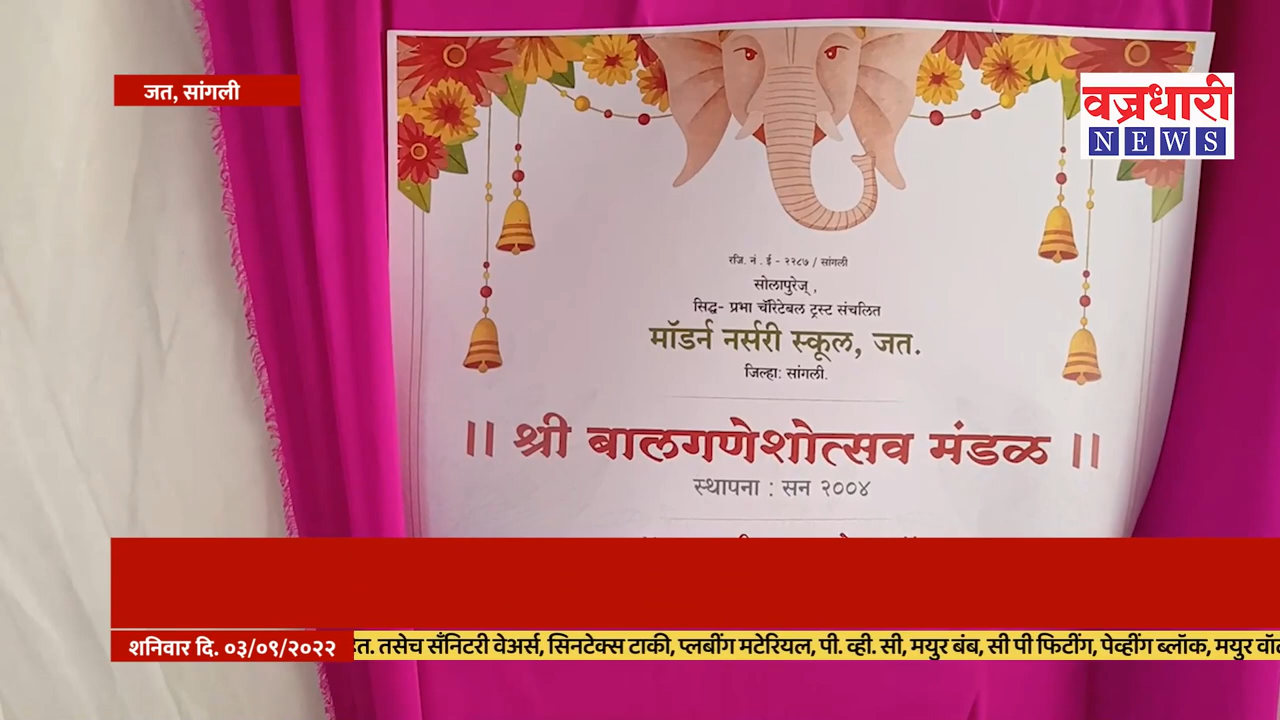 जत, सांगली
वज्रधारी
NEWS
रजि. नं . ई - २२८७ / सांगली
सोलापुरेज् ,
सिद्ध- प्रभा चॅरिटेबल ट्रस्ट संचलित
मॉडर्न नर्सरी स्कूल, जत.
जिल्हा: सांगली.
|| श्री बालगणेशोत्सव मंडळ ||
स्थापना : सन २००४
शनिवार दि. ०३/०९/२०२२
तसेच सँनिटरी वेअर्स, सिनटेक्स टाकी, प्लबींग मटेरियल, पी. व्ही. सी, मयुर बंब, सी पी फिटींग, पेव्हींग ब्लॉक, मयुर